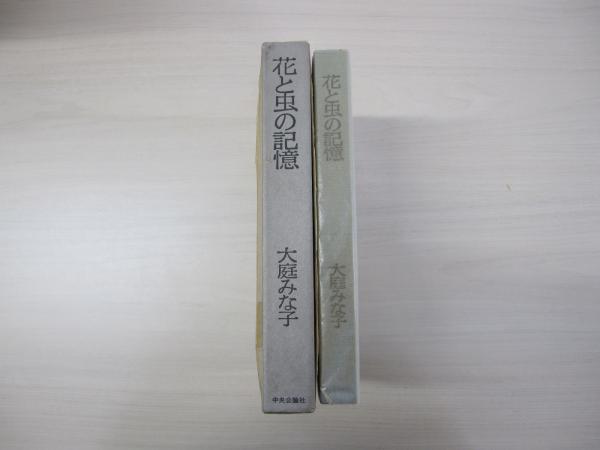 花と虫の記憶
大庭みな子
中央公論社
花と虫の記憶
大庭みな子